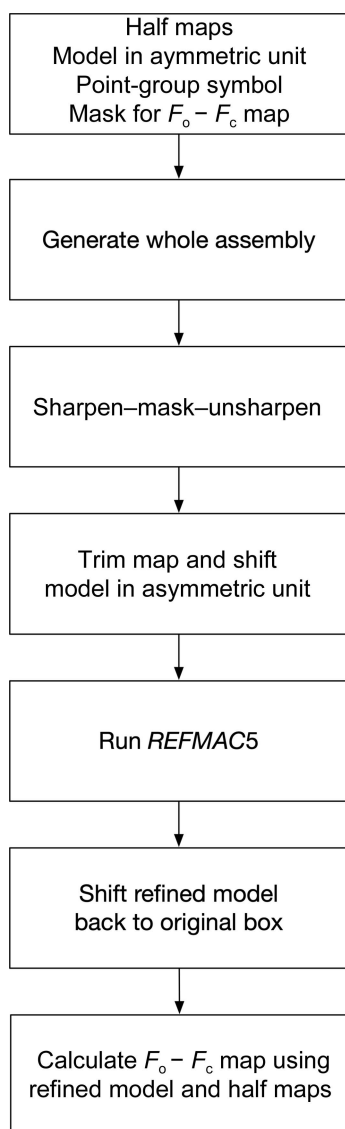 Half maps
Model in aymmetric unit
Point-group symbol
Mask for Fo − Fc map
Generate whole assembly
Sharpen–mask–unsharpen
Trim map and shift
model in asymmetric unit
Run REFMAC5
Shift refined model
back to original box
Calculate Fo − Fc map using
refined model and half maps